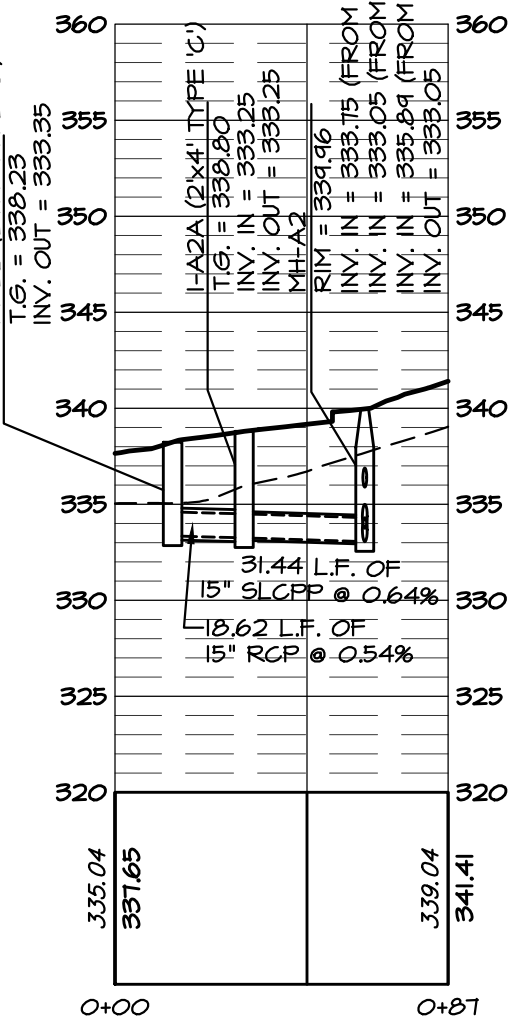 T.G. = 338.23
INV. OUT = 333.35
I-A2A (2'x4' TYPE 'C')
T.G. = 338.80
INV. IN = 333.25
INV. OUT = 333.25
MH-A2
RIM = 339.96
INV. IN = 333.75 (FROM
INV. IN = 333.05 (FROM
INV. IN = 335.89 (FROM
INV. OUT = 333.05
360 360
355 355
350 350
345 345
340 340
335 335
330 330
325 325
320 320
31.44 L.F. OF
15" SLCPP @ 0.64%
18.62 L.F. OF
15" RCP @ 0.54%
335.04
337.65
339.04
341.41
0+00 0+87